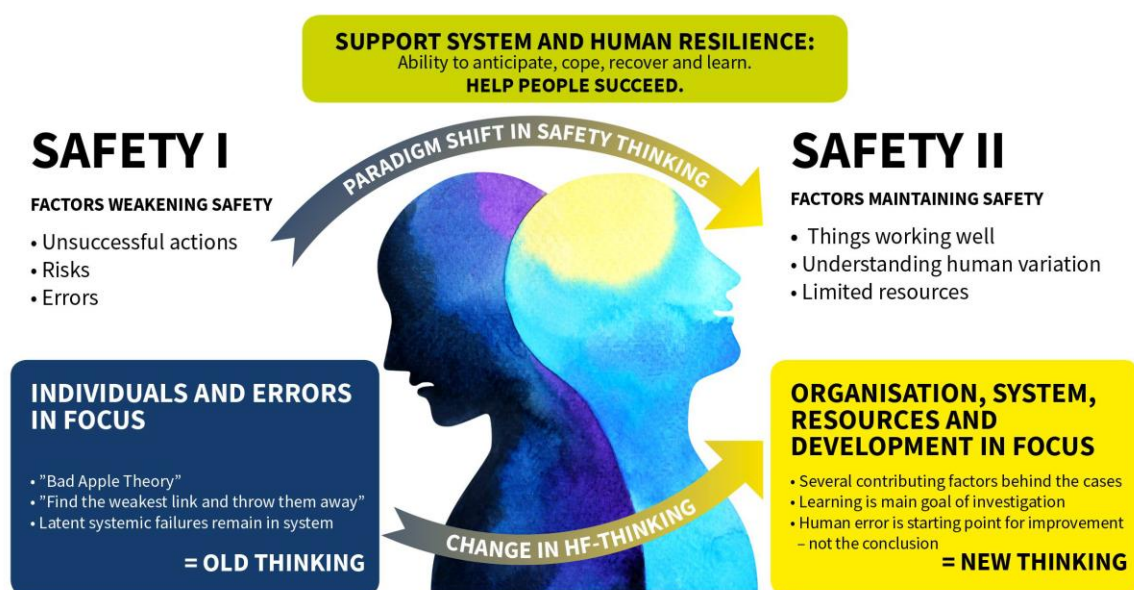 SUPPORT SYSTEM AND HUMAN RESILIENCE:
Ability to anticipate, cope, recover and learn.
HELP PEOPLE SUCCEED.
PARADIGM SHIFT IN SAFETY THINKING
SAFETY I
FACTORS WEAKENING SAFETY
• Unsuccessful actions
• Risks
• Errors
SAFETY II
FACTORS MAINTAINING SAFETY
• Things working well
• Understanding human variation
• Limited resources
INDIVIDUALS AND ERRORS
IN FOCUS
• ”Bad Apple Theory”
• ”Find the weakest link and throw them away”
• Latent systemic failures remain in system
= OLD THINKING
CHANGE IN HF-THINKING
ORGANISATION, SYSTEM,
RESOURCES AND
DEVELOPMENT IN FOCUS
• Several contributing factors behind the cases
• Learning is main goal of investigation
• Human error is starting point for improvement
– not the conclusion
= NEW THINKING